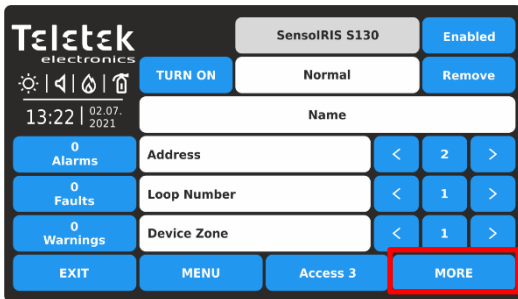 Teletek
electronics
13:22
02.07.
2021
SensoIRIS S130
Enabled
TURN ON
Normal
Remove
Name
0
Alarms
Address
<
2
>
0
Faults
Loop Number
<
1
>
0
Warnings
Device Zone
<
1
>
EXIT
MENU
Access 3
MORE